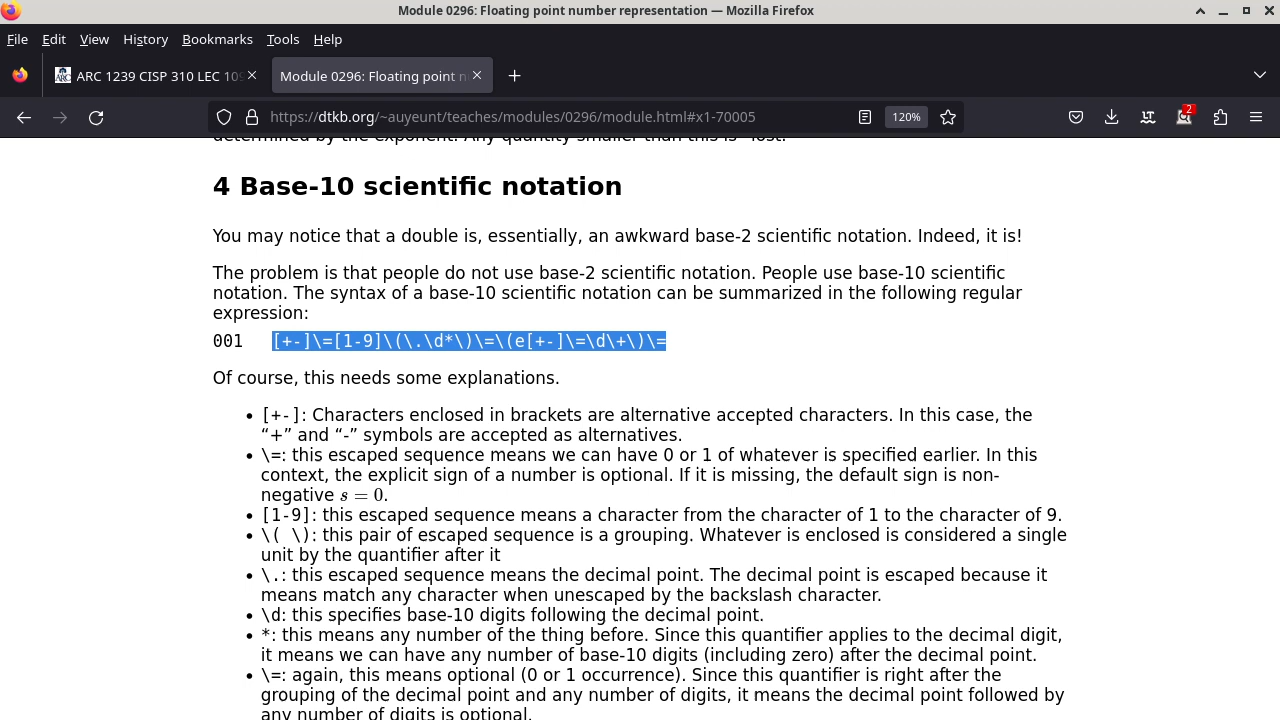 Module 0296: Floating point number representation — Mozilla Firefox
File Edit View History Bookmarks Tools Help
ARC 1239 CISP 310 LEC 109
Module 0296: Floating point n
https://dtkb.org/~auyeunt/teaches/modules/0296/module.html#x1-70005
120%
2
determined by the exponent. Any quantity smaller than this is "lost."
4 Base-10 scientific notation
You may notice that a double is, essentially, an awkward base-2 scientific notation. Indeed, it is!
The problem is that people do not use base-2 scientific notation. People use base-10 scientific
notation. The syntax of a base-10 scientific notation can be summarized in the following regular
expression:
001 [+-]\=[1-9]\(\.\d*\)\=\(e[+-]\=\d\+\)\=
Of course, this needs some explanations.
• [+-]: Characters enclosed in brackets are alternative accepted characters. In this case, the
“+” and “-” symbols are accepted as alternatives.
• \=: this escaped sequence means we can have 0 or 1 of whatever is specified earlier. In this
context, the explicit sign of a number is optional. If it is missing, the default sign is non-
negative s = 0.
• [1-9]: this escaped sequence means a character from the character of 1 to the character of 9.
• \( \): this pair of escaped sequence is a grouping. Whatever is enclosed is considered a single
unit by the quantifier after it
• \.: this escaped sequence means the decimal point. The decimal point is escaped because it
means match any character when unescaped by the backslash character.
• \d: this specifies base-10 digits following the decimal point.
• *: this means any number of the thing before. Since this quantifier applies to the decimal digit,
it means we can have any number of base-10 digits (including zero) after the decimal point.
• \=: again, this means optional (0 or 1 occurrence). Since this quantifier is right after the
grouping of the decimal point and any number of digits, it means the decimal point followed by
any number of digits is optional.